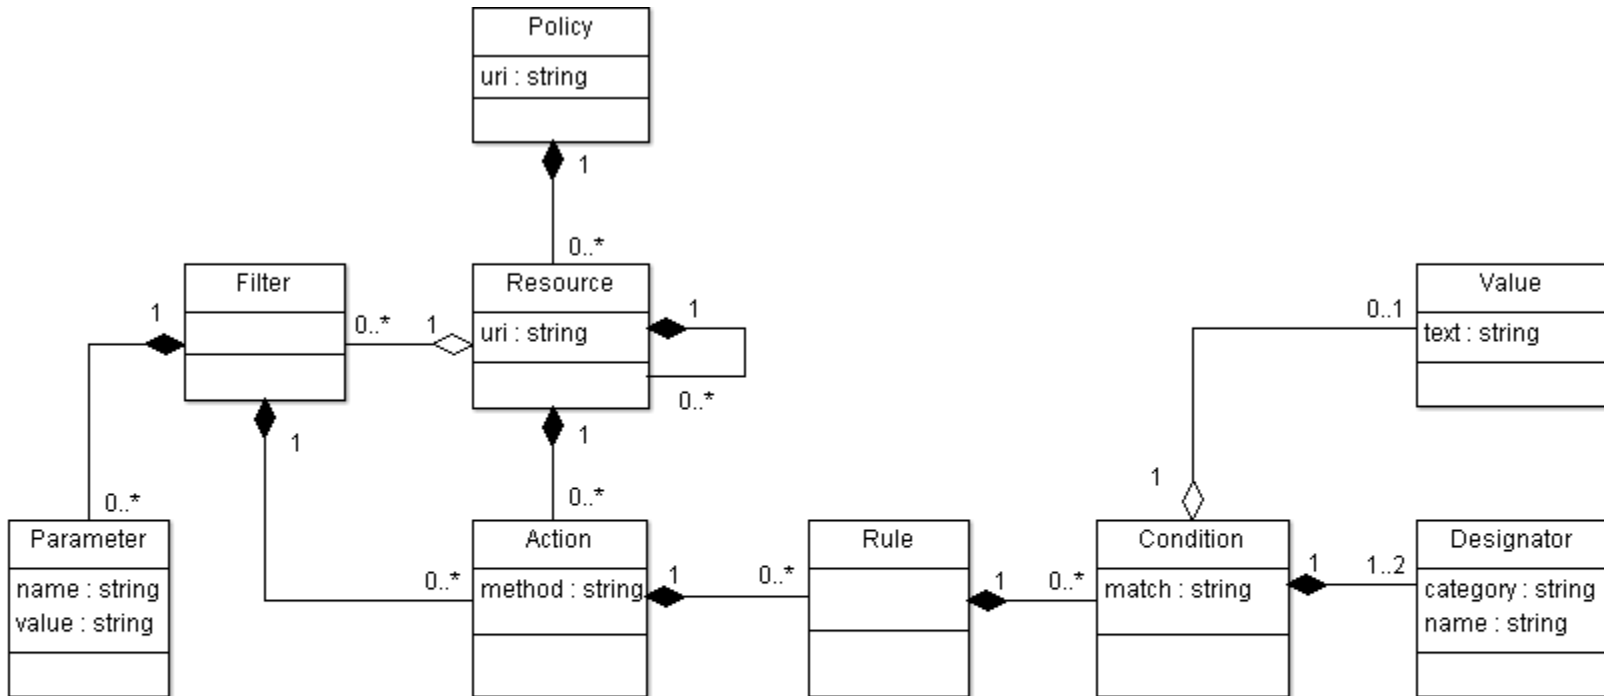 Policy
uri : string
1
0..*
Filter
1
0..*
1
Resource
uri : string
1
0..*
Value
text : string
0..1
1
1
0..*
0..*
1
Parameter
name : string
value : string
0..*
Action
method : string
1
0..*
Rule
1
0..*
Condition
match : string
1
1..2
Designator
category : string
name : string